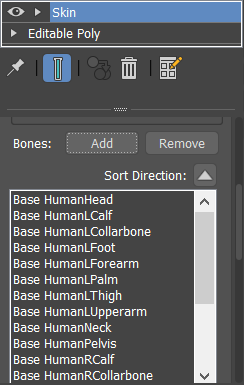 Skin
Editable Poly
Bones: Add Remove
Sort Direction:
Base HumanHead
Base HumanLCalf
Base HumanLCollarbone
Base HumanLFoot
Base HumanLForearm
Base HumanLPalm
Base HumanLThigh
Base HumanLUpperarm
Base HumanNeck
Base HumanPelvis
Base HumanRCalf
Base HumanRCollarbone